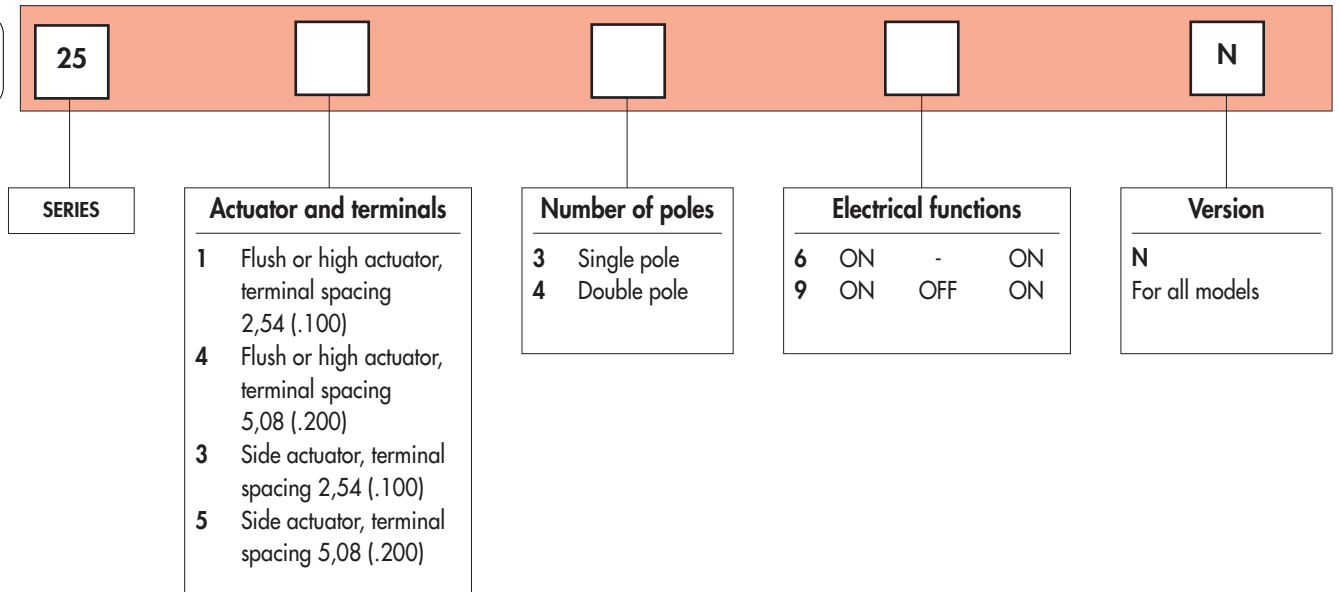 25
N
SERIES
Actuator and terminals
1 Flush or high actuator,
terminal spacing
2,54 (.100)
4 Flush or high actuator,
terminal spacing
5,08 (.200)
3 Side actuator, terminal
spacing 2,54 (.100)
5 Side actuator, terminal
spacing 5,08 (.200)
Number of poles
3 Single pole
4 Double pole
Electrical functions
6 ON - ON
9 ON OFF ON
Version
N
For all models